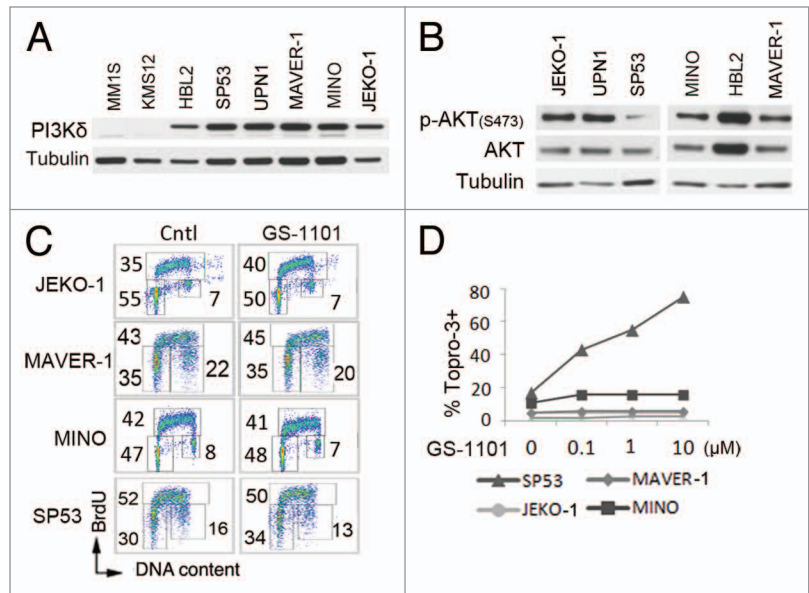 A
MM1S
KMS12
HBL2
SP53
UPN1
MAVER-1
MINO
JEKO-1
PI3Kδ
Tubulin
B
JEKO-1
UPN1
SP53
MINO
HBL2
MAVER-1
p-AKT(S473)
AKT
Tubulin
C
Cntl GS-1101
JEKO-1
35 40
55 7 50 7
MAVER-1
43 45
35 22 35 20
MINO
42 41
47 8 48 7
SP53
52 50
30 16 34 13
BrdU
DNA content
D
% Topro-3+
80
60
40
20
0
GS-1101 0 0.1 1 10 (μM)
SP53 MAVER-1
JEKO-1 MINO